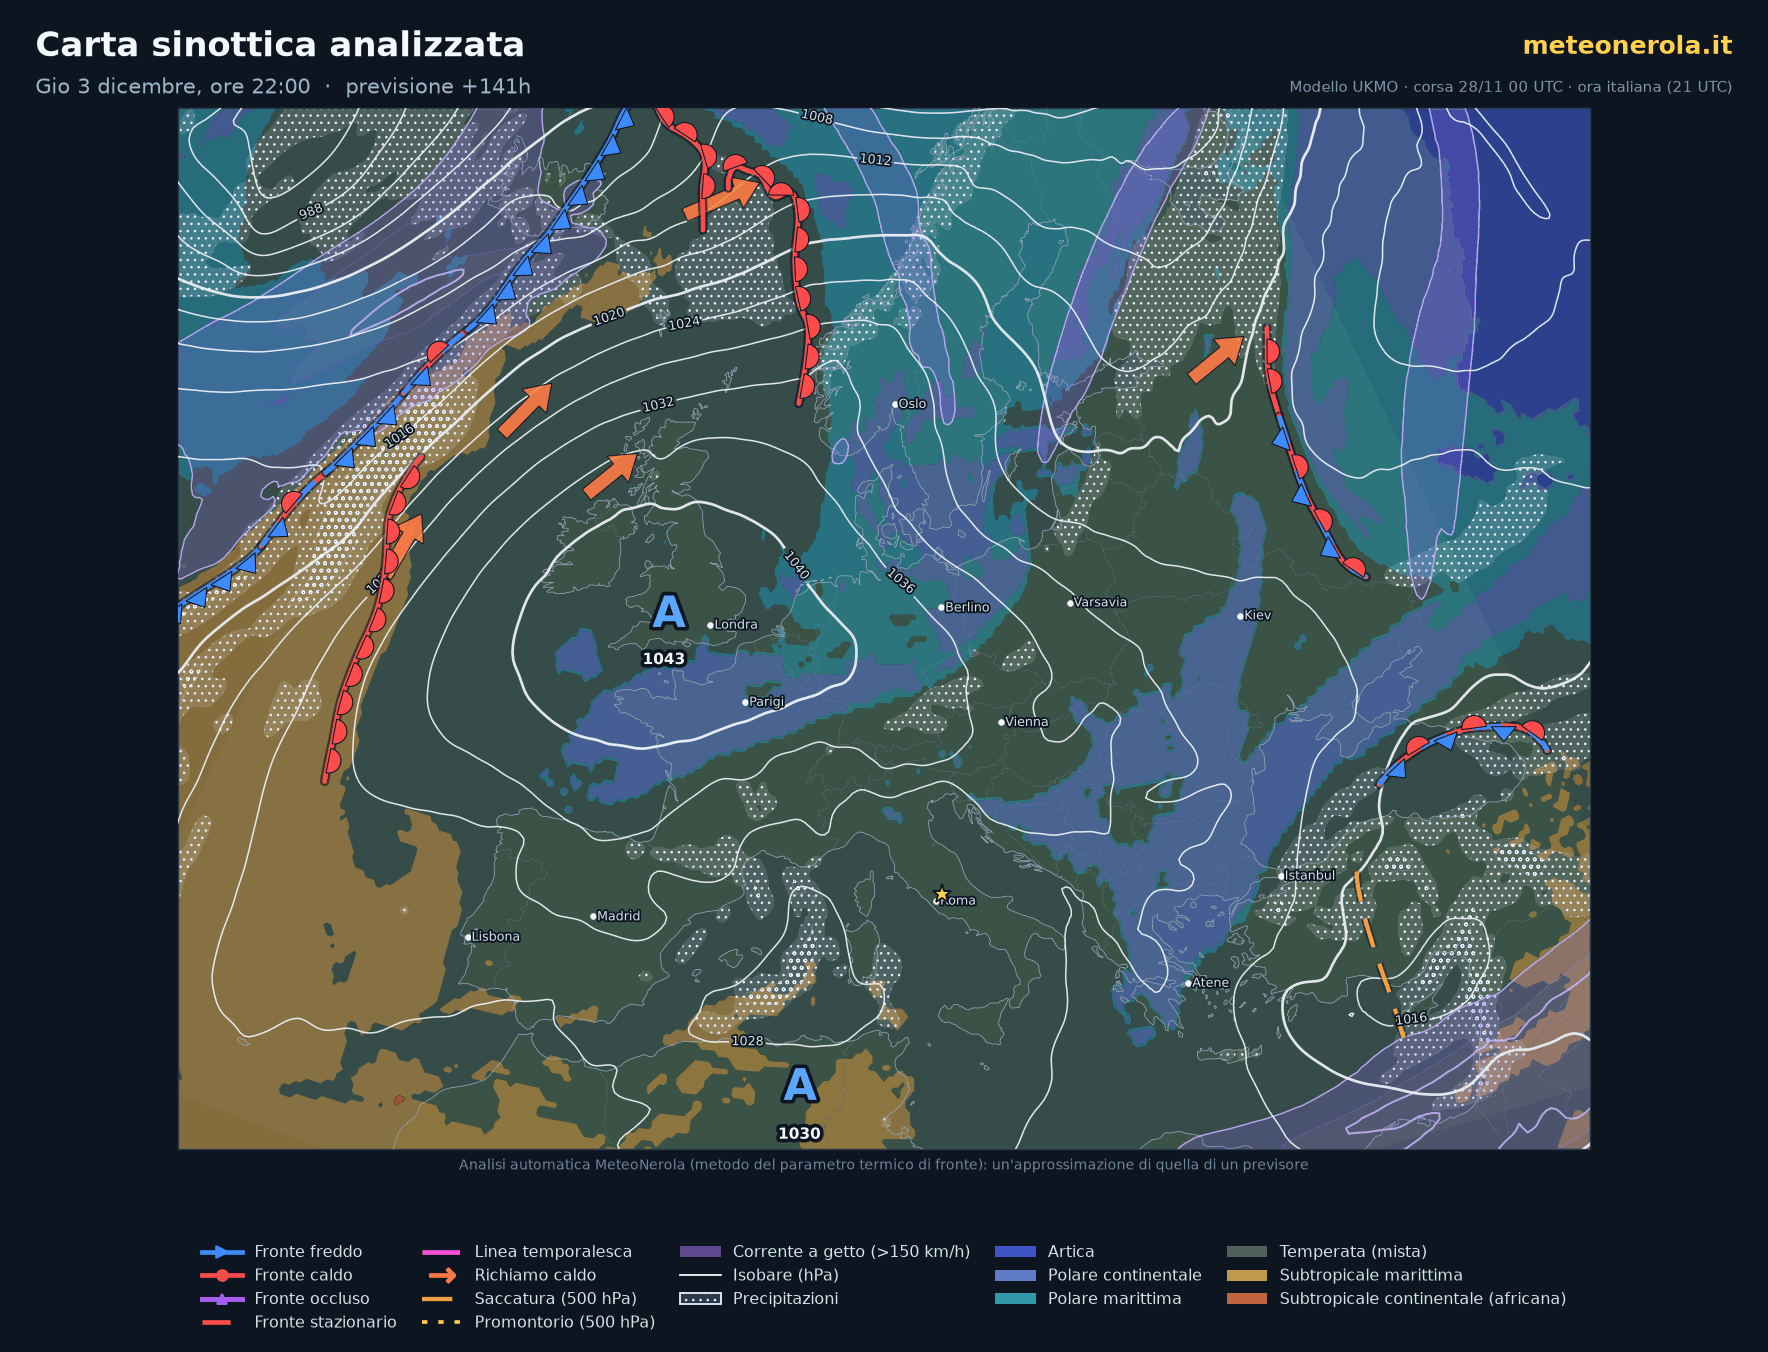 Carta sinottica analizzata
meteonerola.it
Gio 3 dicembre, ore 22:00 · previsione +141h
Modello UKMO · corsa 28/11 00 UTC · ora italiana (21 UTC)
1008
1012
988
1020
1024
1032
Oslo
1016
1040
1036
Berlino
Varsavia
Kiev
A
Londra
1043
Parigi
Vienna
Istanbul
Roma
Madrid
Lisbona
Atene
1016
1028
A
1030
Analisi automatica MeteoNerola (metodo del parametro termico di fronte): un'approssimazione di quella di un previsore
Fronte freddo
Linea temporalesca
Corrente a getto (>150 km/h)
Artica
Temperata (mista)
Fronte caldo
Richiamo caldo
Isobare (hPa)
Polare continentale
Subtropicale marittima
Fronte occluso
Saccatura (500 hPa)
Precipitazioni
Polare marittima
Subtropicale continentale (africana)
Fronte stazionario
Promontorio (500 hPa)